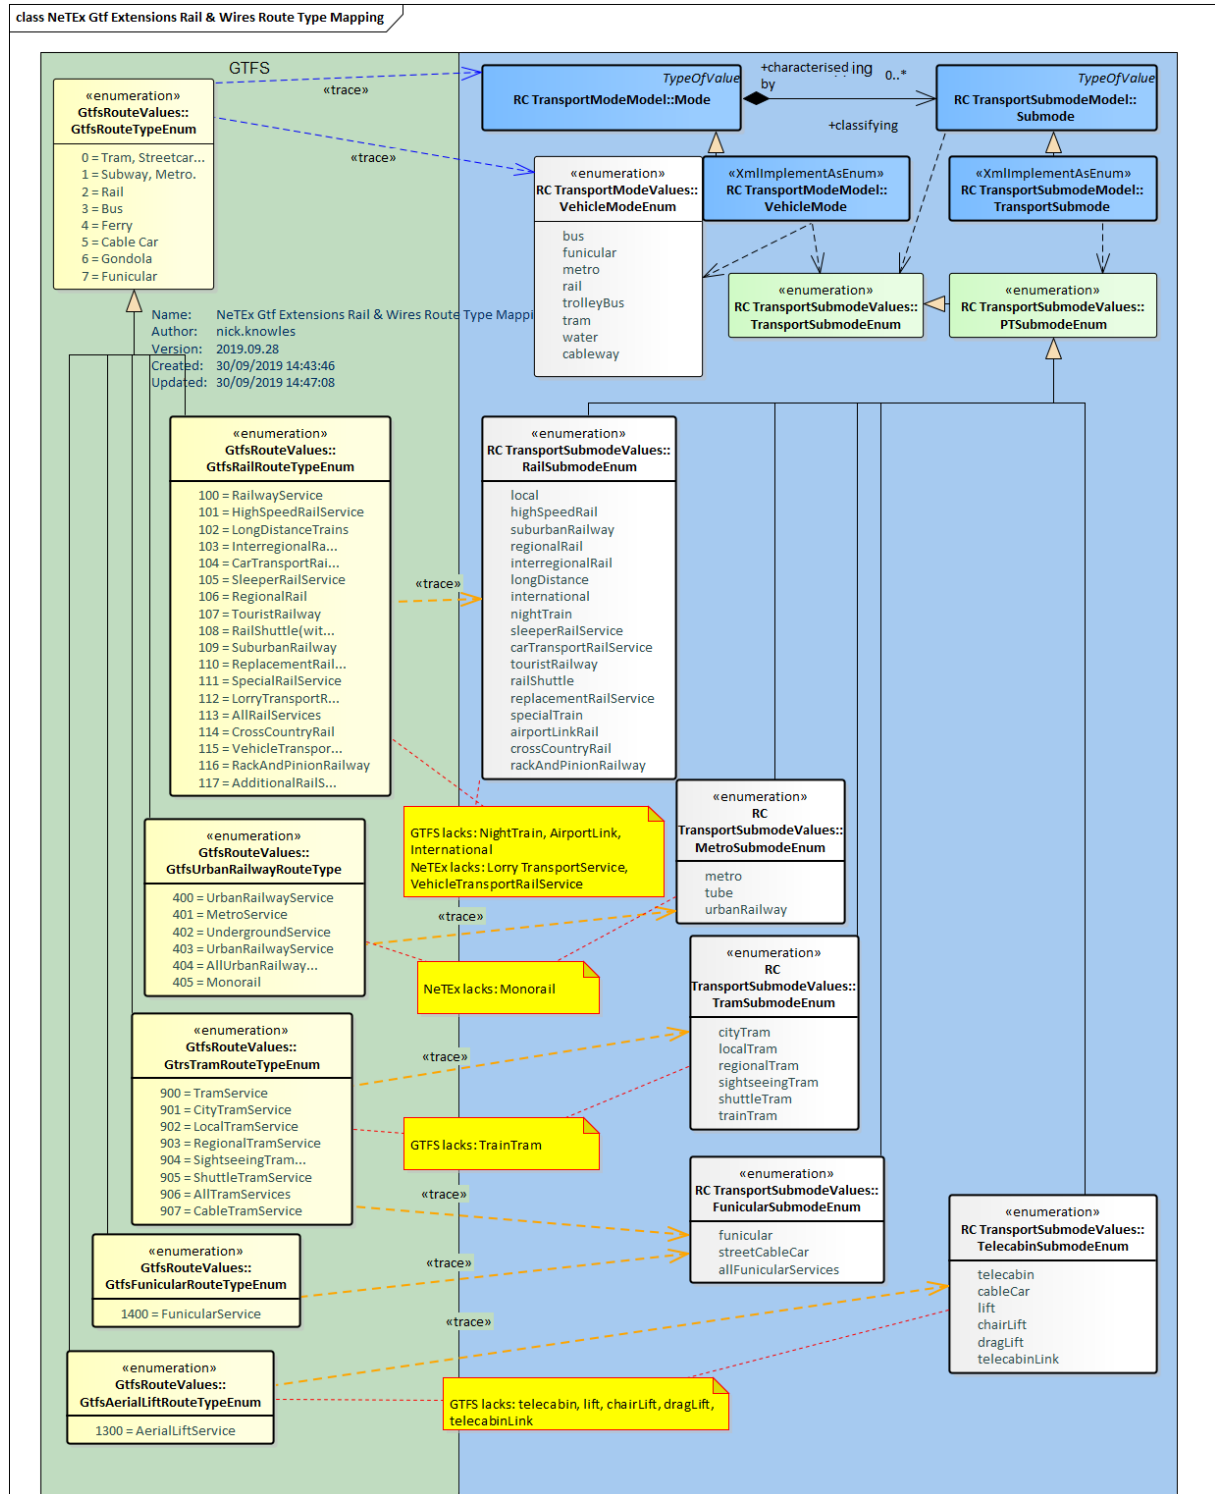 class NeTEx Gtf Extensions Rail & Wires Route Type Mapping
GTFS
«enumeration»
GtfsRouteValues::
GtfsRouteTypeEnum
0 = Tram, Streetcar...
1 = Subway, Metro.
2 = Rail
3 = Bus
4 = Ferry
5 = Cable Car
6 = Gondola
7 = Funicular
«trace»
«trace»
TypeOfValue
RC TransportModeModel::Mode
+characterised
by
ing
0..*
+classifying
TypeOfValue
RC TransportSubmodeModel::
Submode
«enumeration»
RC TransportModeValues::
VehicleModeEnum
bus
funicular
metro
rail
trolleyBus
tram
water
cableway
«XmlImplementAsEnum»
RC TransportModeModel::
VehicleMode
«XmlImplementAsEnum»
RC TransportSubmodeModel::
TransportSubmode
«enumeration»
RC TransportSubmodeValues::
TransportSubmodeEnum
«enumeration»
RC TransportSubmodeValues::
PTSubmodeEnum
Name: NeTEx Gtf Extensions Rail & Wires Route Type Mappi
Author: nick.knowles
Version: 2019.09.28
Created: 30/09/2019 14:43:46
Updated: 30/09/2019 14:47:08
«enumeration»
GtfsRouteValues::
GtfsRailRouteTypeEnum
100 = RailwayService
101 = HighSpeedRailService
102 = LongDistanceTrains
103 = InterregionalRa...
104 = CarTransportRai...
105 = SleeperRailService
106 = RegionalRail
107 = TouristRailway
108 = RailShuttle(wit...
109 = SuburbanRailway
110 = ReplacementRail...
111 = SpecialRailService
112 = LorryTransportR...
113 = AllRailServices
114 = CrossCountryRail
115 = VehicleTranspor...
116 = RackAndPinionRailway
117 = AdditionalRailS...
«trace»
«enumeration»
RC TransportSubmodeValues::
RailSubmodeEnum
local
highSpeedRail
suburbanRailway
regionalRail
interregionalRail
longDistance
international
nightTrain
sleeperRailService
carTransportRailService
touristRailway
railShuttle
replacementRailService
specialTrain
airportLinkRail
crossCountryRail
rackAndPinionRailway
GTFS lacks: NightTrain, AirportLink,
International
NeTEx lacks: Lorry TransportService,
VehicleTransportRailService
«enumeration»
RC
TransportSubmodeValues::
MetroSubmodeEnum
metro
tube
urbanRailway
«enumeration»
GtfsRouteValues::
GtfsUrbanRailwayRouteType
400 = UrbanRailwayService
401 = MetroService
402 = UndergroundService
403 = UrbanRailwayService
404 = AllUrbanRailway...
405 = Monorail
«trace»
NeTEx lacks: Monorail
«enumeration»
RC
TransportSubmodeValues::
TramSubmodeEnum
cityTram
localTram
regionalTram
sightseeingTram
shuttleTram
trainTram
«enumeration»
GtfsRouteValues::
GtrsTramRouteTypeEnum
900 = TramService
901 = CityTramService
902 = LocalTramService
903 = RegionalTramService
904 = SightseeingTram...
905 = ShuttleTramService
906 = AllTramServices
907 = CableTramService
«trace»
GTFS lacks: TrainTram
«trace»
«enumeration»
RC TransportSubmodeValues::
FunicularSubmodeEnum
funicular
streetCableCar
allFunicularServices
«enumeration»
GtfsRouteValues::
GtfsFunicularRouteTypeEnum
1400 = FunicularService
«trace»
«enumeration»
RC TransportSubmodeValues::
TelecabinSubmodeEnum
telecabin
cableCar
lift
chairLift
dragLift
telecabinLink
«trace»
«enumeration»
GtfsRouteValues::
GtfsAerialLiftRouteTypeEnum
1300 = AerialLiftService
GTFS lacks: telecabin, lift, chairLift, dragLift,
telecabinLink